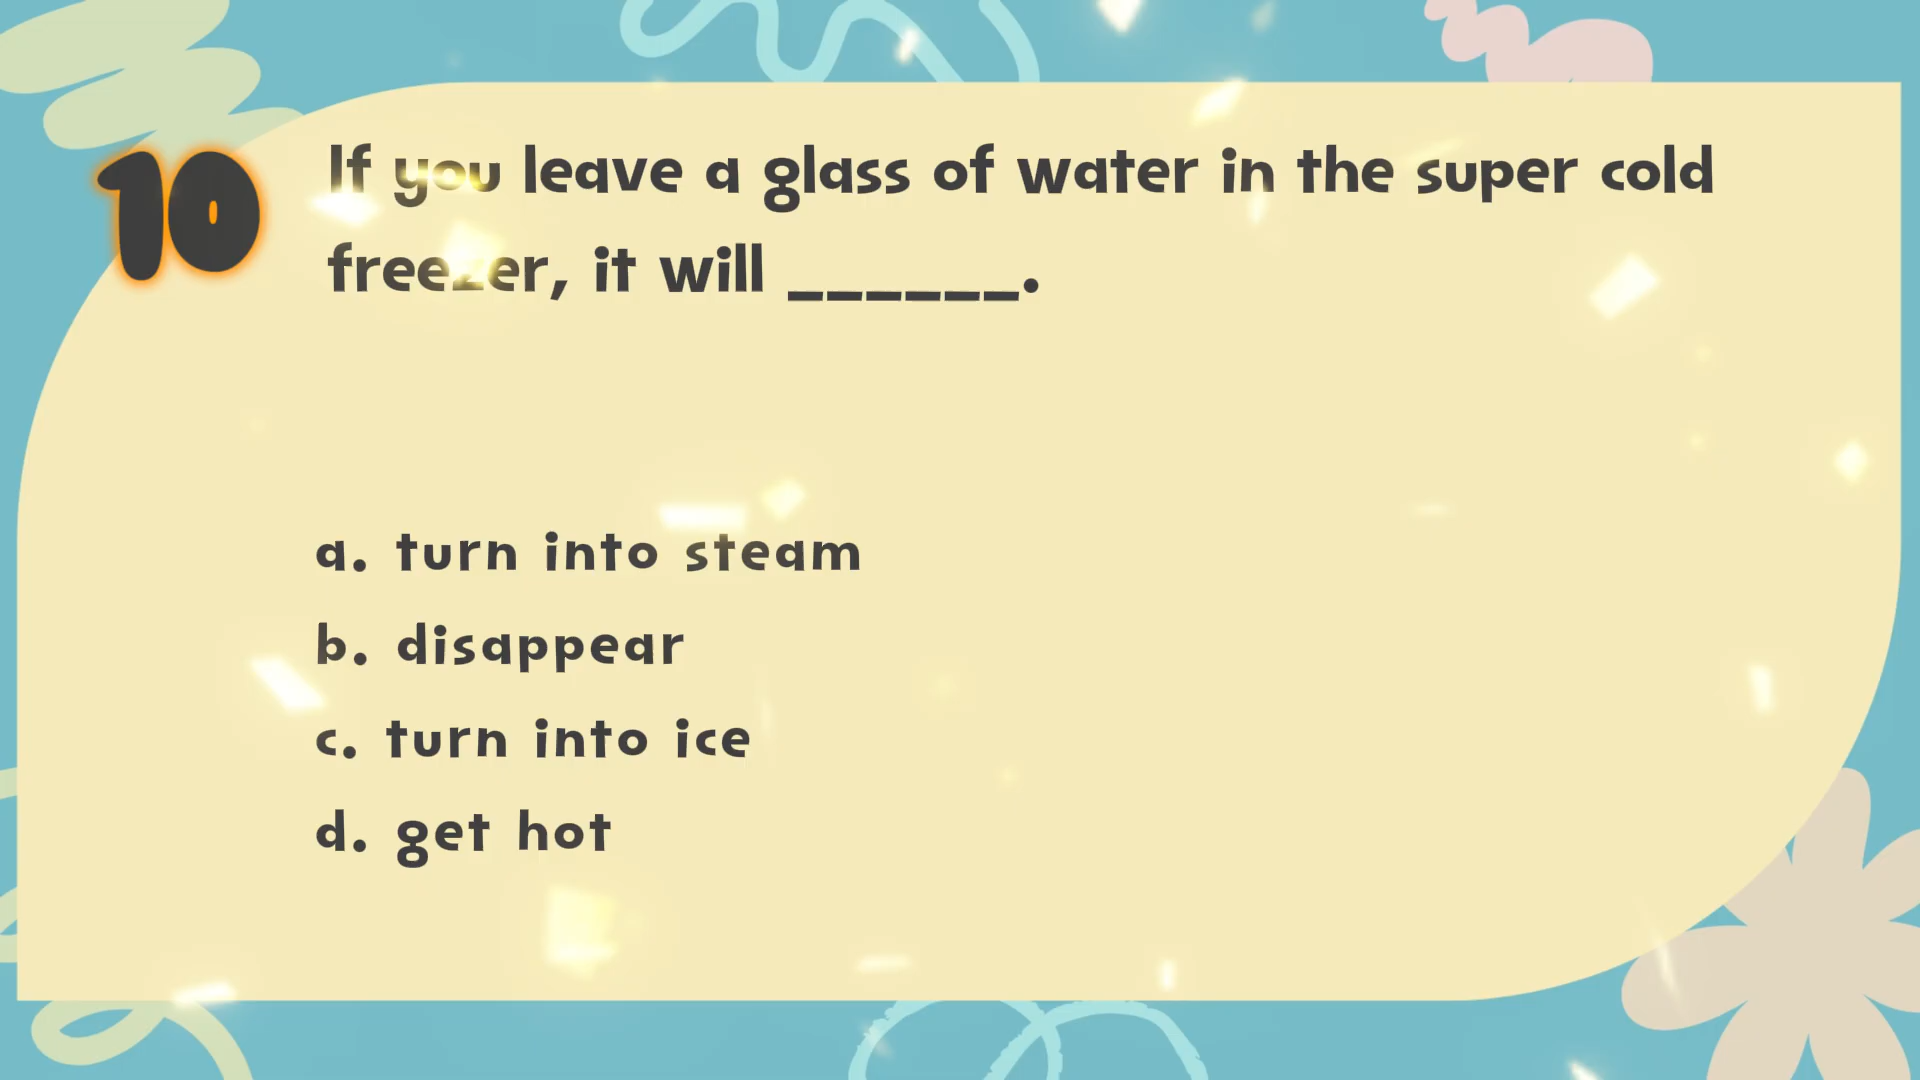 10
If you leave a glass of water in the super cold
freezer, it will ______.
a. turn into steam
b. disappear
c. turn into ice
d. get hot